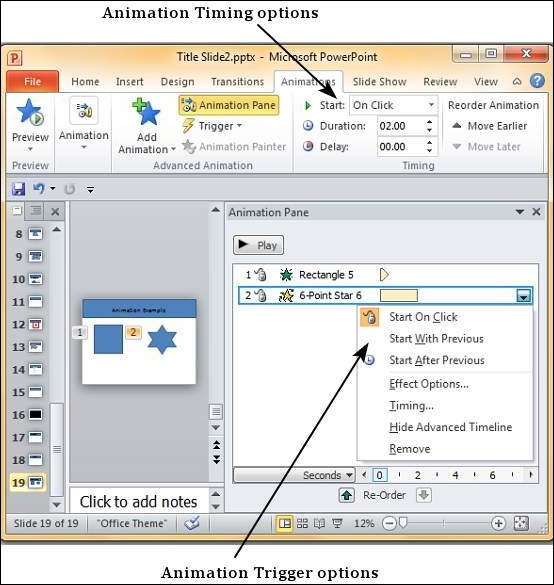 Animation Timing options
Title Slide2.pptx - Microsoft PowerPoint
File Home Insert Design Transitions Animations Slide Show Review View
Preview
Animation
Add Animation
Animation Pane
Trigger
Animation Painter
Start: On Click
Duration: 02.00
Delay: 00.00
Reorder Animation
Move Earlier
Move Later
Preview Advanced Animation Timing
8
9
10
11
12
13
14
15
16
17
18
19
Animation Example
1 2
Click to add notes
Animation Pane
Play
1 Rectangle 5
2 6-Point Star 6
Start On Click
Start With Previous
Start After Previous
Effect Options...
Timing...
Hide Advanced Timeline
Remove
Seconds 0 2 4 6
Re-Order
Slide 19 of 19 "Office Theme" 12%
Animation Trigger options